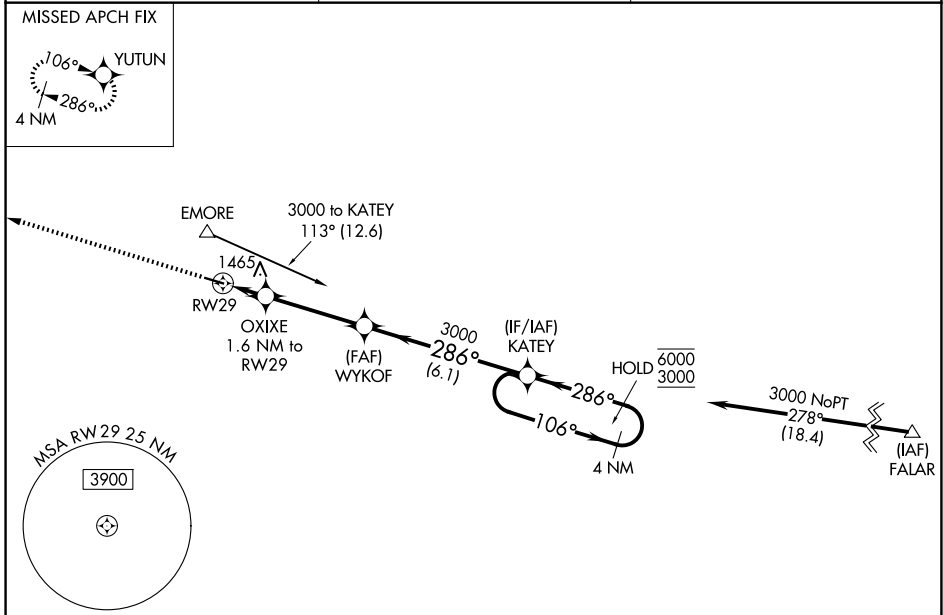 MISSED APCH FIX
106°
YUTUN
286°
4 NM
EMORE
3000 to KATEY
113° (12.6)
1465
RW29
OXIXE
1.6 NM to
RW29
(FAF)
WYKOF
3000
286°
(6.1)
(IF/IAF)
KATEY
HOLD
6000
3000
286°
106°
4 NM
3000 NoPT
278°
(18.4)
(IAF)
FALAR
MSA RW 29 25 NM
3900